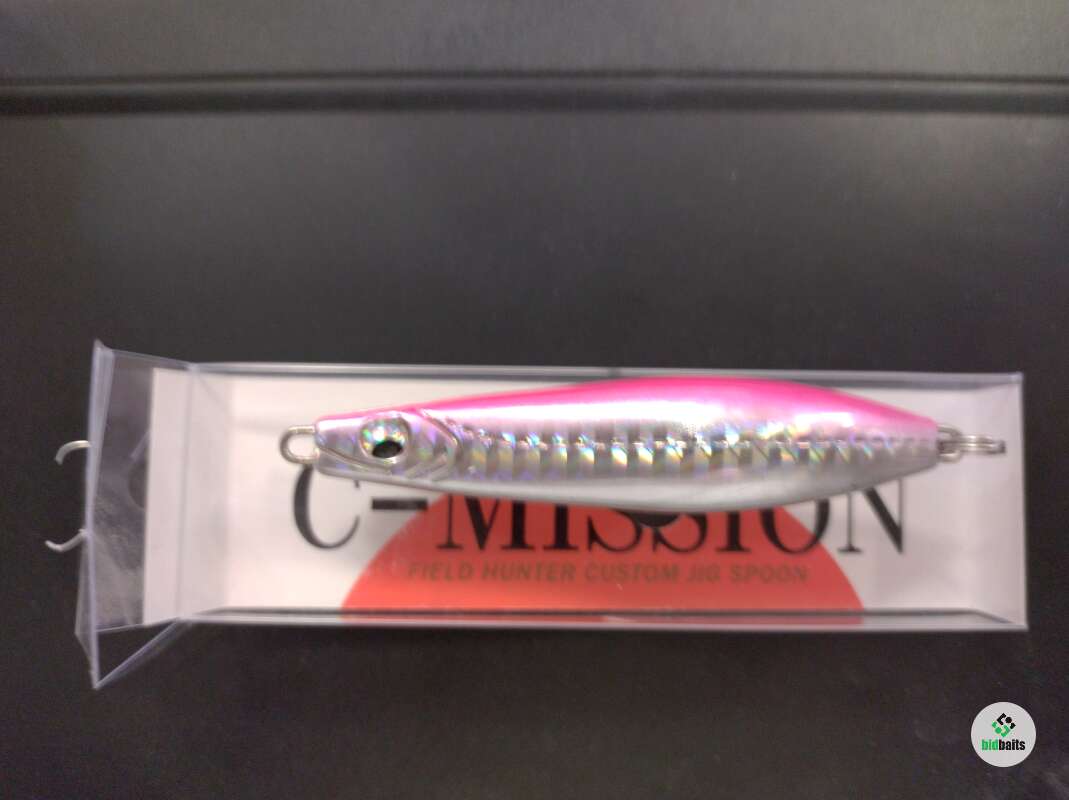 C-MISSION
FIELD HUNTER CUSTOM JIG SPOON
bidbaits